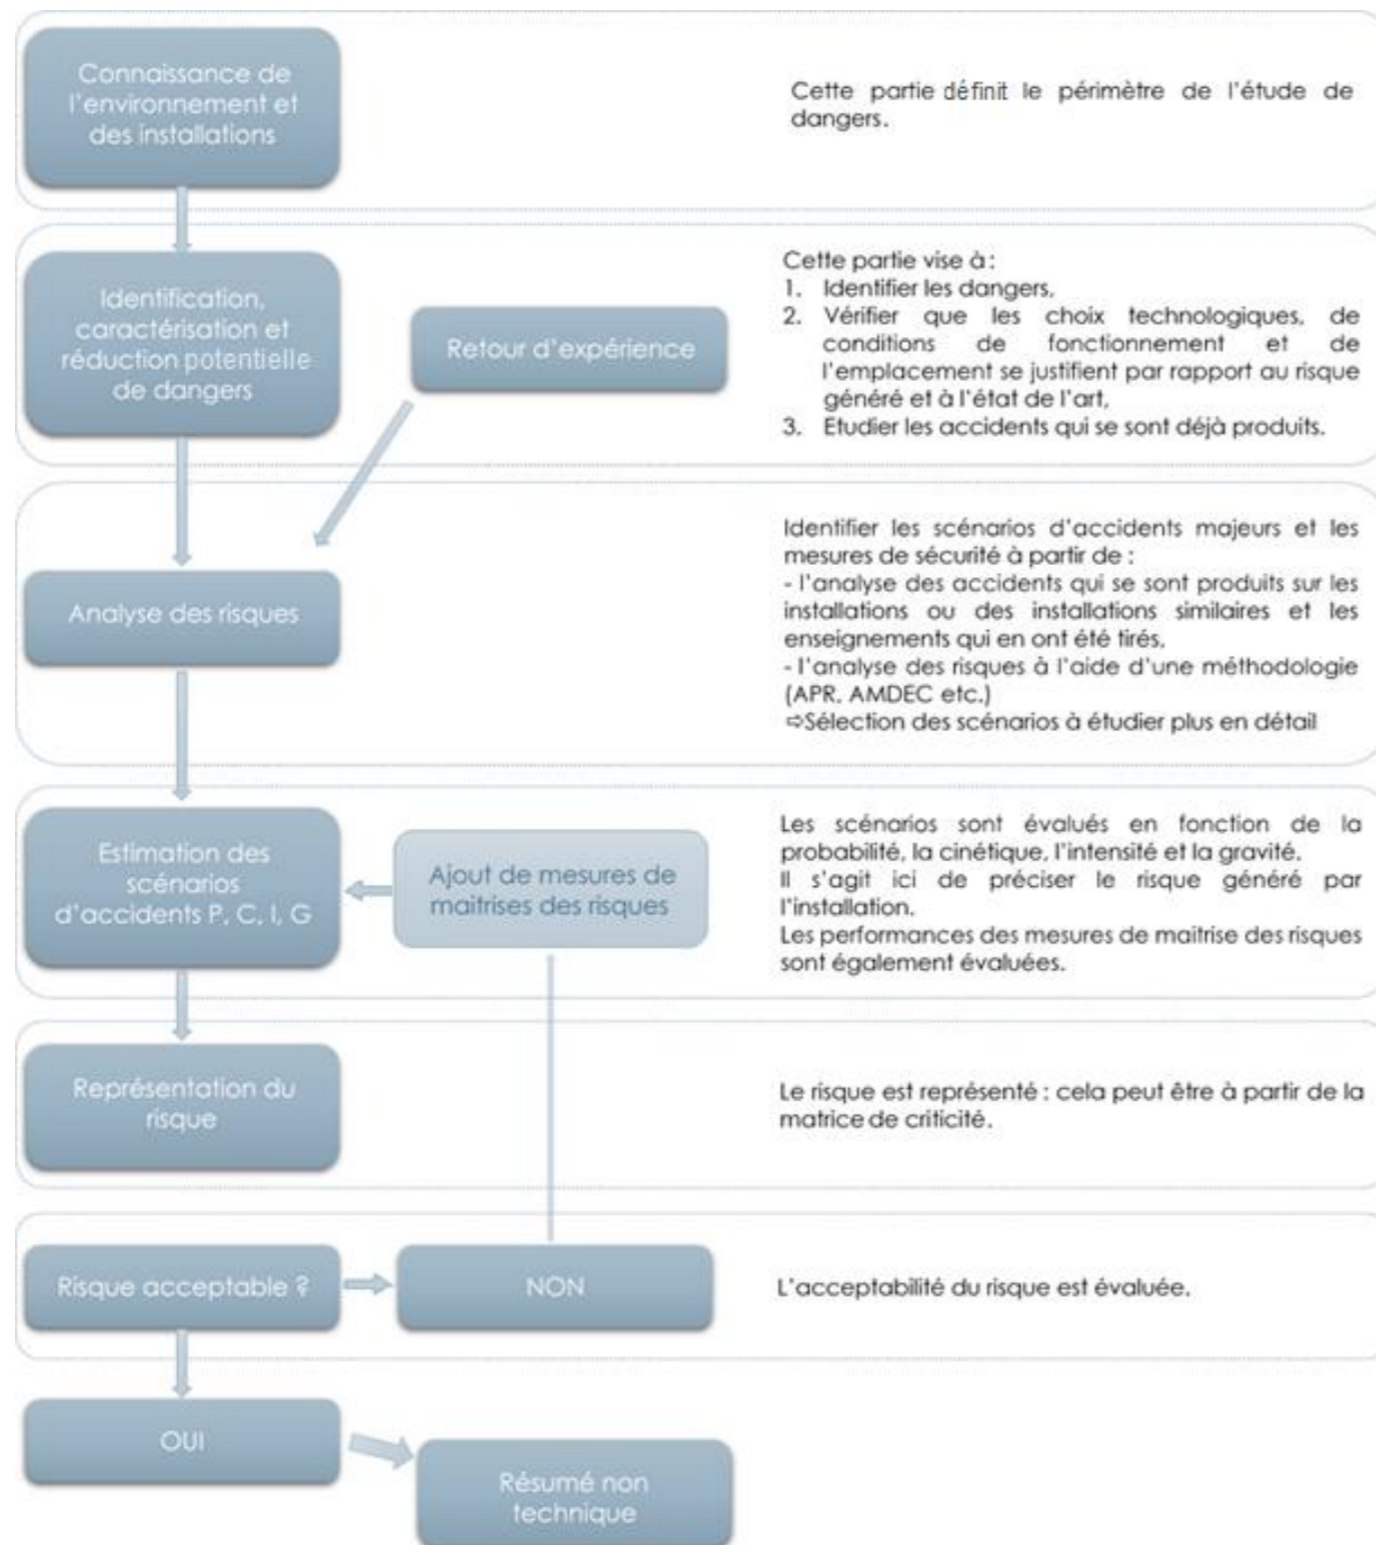 Connaissance de
l'environnement et
des installations
Cette partie définit le périmètre de l'étude de
dangers.
Identification,
caractérisation et
réduction potentielle
de dangers
Retour d'expérience
Cette partie vise à :
1. Identifier les dangers,
2. Vérifier que les choix technologiques, de
conditions de fonctionnement et de
l'emplacement se justifient par rapport au risque
généré et à l'état de l'art,
3. Etudier les accidents qui se sont déjà produits.
Analyse des risques
Identifier les scénarios d'accidents majeurs et les
mesures de sécurité à partir de :
- l'analyse des accidents qui se sont produits sur les
installations ou des installations similaires et les
enseignements qui en ont été tirés,
- l'analyse des risques à l'aide d'une méthodologie
(APR, AMDEC etc.)
⇨Sélection des scénarios à étudier plus en détail
Estimation des
scénarios
d'accidents P, C, I, G
Ajout de mesures de
maitrises des risques
Les scénarios sont évalués en fonction de la
probabilité, la cinétique, l'intensité et la gravité.
Il s'agit ici de préciser le risque généré par
l'installation.
Les performances des mesures de maîtrise des risques
sont également évaluées.
Représentation du
risque
Le risque est représenté : cela peut être à partir de la
matrice de criticité.
Risque acceptable ?
NON
L'acceptabilité du risque est évaluée.
OUI
Résumé non
technique